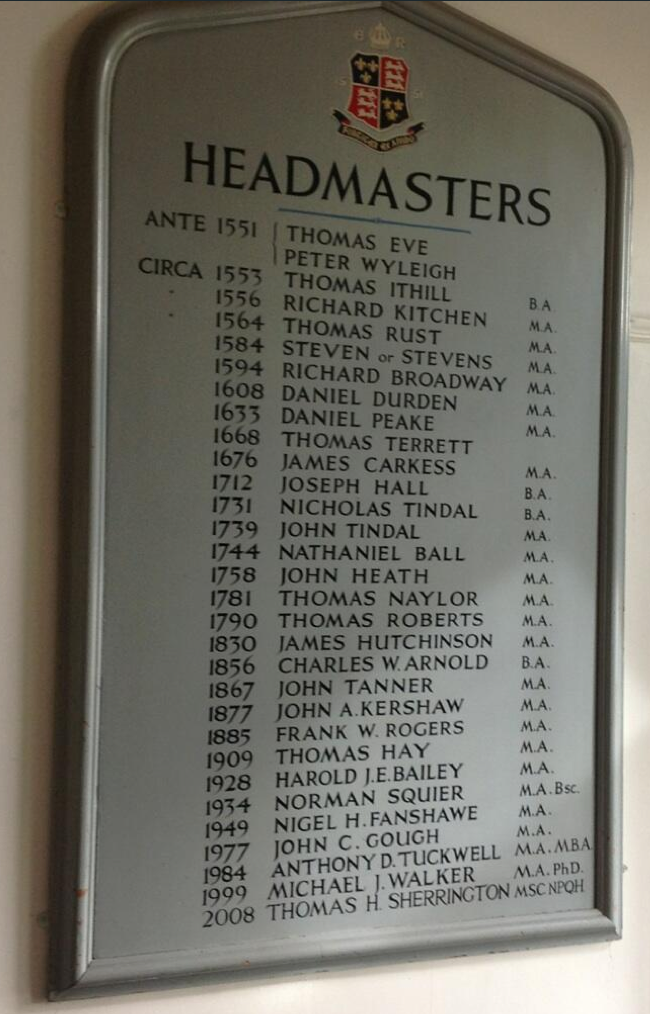 E R
15 51
HEADMASTERS
ANTE 1551 THOMAS EVE
PETER WYLEIGH
CIRCA 1553 THOMAS ITHILL B.A.
1556 RICHARD KITCHEN M.A.
1564 THOMAS RUST M.A.
1584 STEVEN or STEVENS M.A.
1594 RICHARD BROADWAY M.A.
1608 DANIEL DURDEN M.A.
1633 DANIEL PEAKE M.A.
1668 THOMAS TERRETT
1676 JAMES CARKESS M.A.
1712 JOSEPH HALL B.A.
1731 NICHOLAS TINDAL B.A.
1739 JOHN TINDAL M.A.
1744 NATHANIEL BALL M.A.
1758 JOHN HEATH M.A.
1781 THOMAS NAYLOR M.A.
1790 THOMAS ROBERTS M.A.
1830 JAMES HUTCHINSON M.A.
1856 CHARLES W. ARNOLD B.A.
1867 JOHN TANNER M.A.
1877 JOHN A. KERSHAW M.A.
1885 FRANK W. ROGERS M.A.
1909 THOMAS HAY M.A.
1928 HAROLD J.E. BAILEY M.A.
1934 NORMAN SQUIER M.A. Bsc.
1949 NIGEL H. FANSHAWE M.A.
1977 JOHN C. GOUGH M.A.
1984 ANTHONY D. TUCKWELL M.A. M.B.A
1999 MICHAEL J. WALKER M.A. PhD.
2008 THOMAS H. SHERRINGTON MSC NPQH